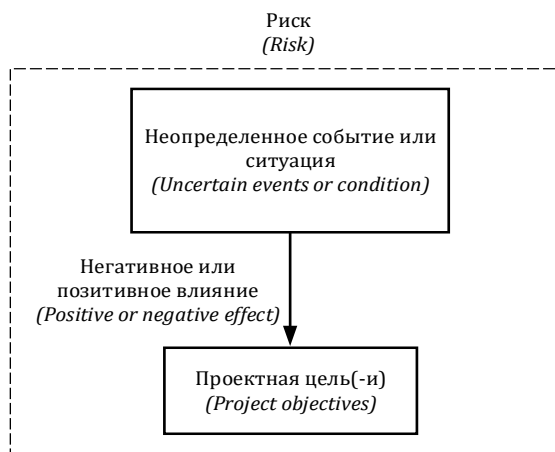 Риск
(Risk)
Неопределенное событие или
ситуация
(Uncertain events or condition)
Негативное или
позитивное влияние
(Positive or negative effect)
Проектная цель(-и)
(Project objectives)